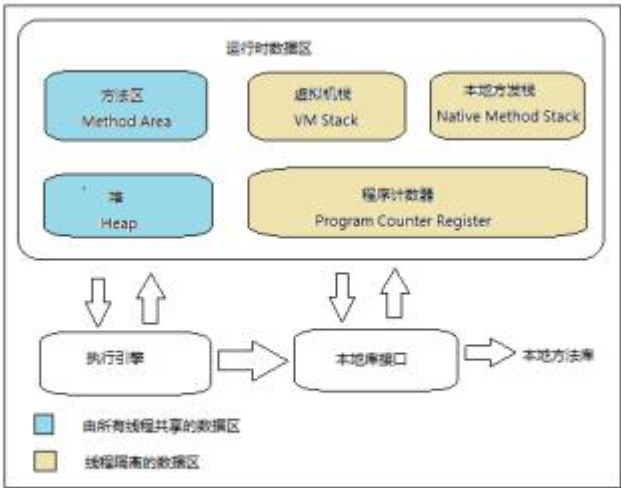 运行时数据区
方法区
Method Area
虚拟机栈
VM Stack
本地方发栈
Native Method Stack
堆
Heap
程序计数器
Program Counter Register
执行引擎
本地库接口
本地方法库
由所有线程共享的数据区
线程隔离的数据区